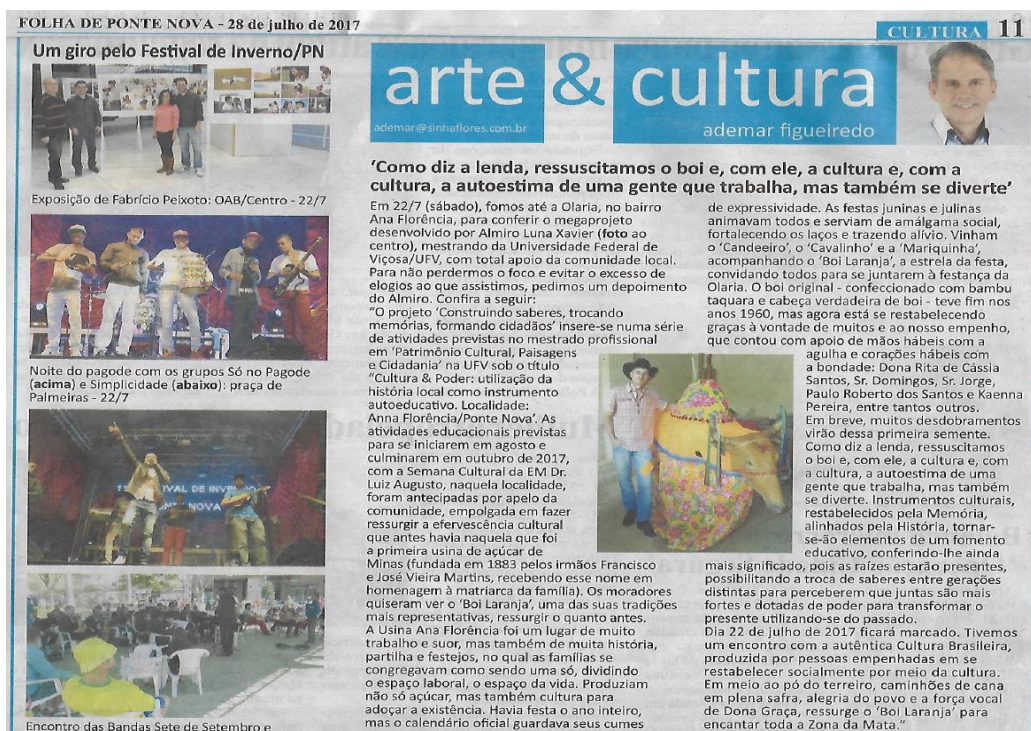 FOLHA DE PONTE NOVA - 28 de julho de 2017
CULTURA 11
Um giro pelo Festival de Inverno/PN
Exposição de Fabrício Peixoto: OAB/Centro - 22/7
Noite do pagode com os grupos Só no Pagode
(acima) e Simplicidade (abaixo): praça de
Palmeiras - 22/7
FESTIVAL DE INVERNO
PONTE NOVA
Encontro das Bandas Sete de Setembro e
arte & cultura
ademar@sinhaflores.com.br
ademar figueiredo
‘Como diz a lenda, ressuscitamos o boi e, com ele, a cultura e, com a
cultura, a autoestima de uma gente que trabalha, mas também se diverte’
Em 22/7 (sábado), fomos até a Olaria, no bairro
Ana Florência, para conferir o megaprojeto
desenvolvido por Almiro Luna Xavier (foto ao
centro), mestrando da Universidade Federal de
Viçosa/UFV, com total apoio da comunidade local.
Para não perdermos o foco e evitar o excesso de
elogios ao que assistimos, pedimos um depoimento
do Almiro. Confira a seguir:
“O projeto ‘Construindo saberes, trocando
memórias, formando cidadãos’ insere-se numa série
de atividades previstas no mestrado profissional
em ‘Patrimônio Cultural, Paisagens
e Cidadania’ na UFV sob o título
“Cultura & Poder: utilização da
história local como instrumento
autoeducativo. Localidade:
Anna Florência/Ponte Nova’. As
atividades educacionais previstas
para se iniciarem em agosto e
culminarem em outubro de 2017,
com a Semana Cultural da EM Dr.
Luiz Augusto, naquela localidade,
foram antecipadas por apelo da
comunidade, empolgada em fazer
ressurgir a efervescência cultural
que antes havia naquela que foi
a primeira usina de açúcar de
Minas (fundada em 1883 pelos irmãos Francisco
e José Vieira Martins, recebendo esse nome em
homenagem à matriarca da família). Os moradores
quiseram ver o ‘Boi Laranja’, uma das suas tradições
mais representativas, ressurgir o quanto antes.
A Usina Ana Florência foi um lugar de muito
trabalho e suor, mas também de muita história,
partilha e festejos, no qual as famílias se
congregavam como sendo uma só, dividindo
o espaço laboral, o espaço da vida. Produziam
não só açúcar, mas também cultura para
adoçar a existência. Havia festa o ano inteiro,
mas o calendário oficial guardava seus cumes
de expressividade. As festas juninas e julinas
animavam todos e serviam de amálgama social,
fortalecendo os laços e trazendo alívio. Vinham
o ‘Candeeiro’, o ‘Cavalinho’ e a ‘Mariquinha’,
acompanhando o ‘Boi Laranja’, a estrela da festa,
convidando todos para se juntarem à festança da
Olaria. O boi original - confeccionado com bambu
taquara e cabeça verdadeira de boi - teve fim nos
anos 1960, mas agora está se restabelecendo
graças à vontade de muitos e ao nosso empenho,
que contou com apoio de mãos hábeis com a
agulha e corações hábeis com
a bondade: Dona Rita de Cássia
Santos, Sr. Domingos, Sr. Jorge,
Paulo Roberto dos Santos e Kaenna
Pereira, entre tantos outros.
Em breve, muitos desdobramentos
virão dessa primeira semente.
Como diz a lenda, ressuscitamos
o boi e, com ele, a cultura e, com
a cultura, a autoestima de uma
gente que trabalha, mas também
se diverte. Instrumentos culturais,
restabelecidos pela Memória,
alinhados pela História, tornar-
se-ão elementos de um fomento
educativo, conferindo-lhe ainda
mais significado, pois as raízes estarão presentes,
possibilitando a troca de saberes entre gerações
distintas para perceberem que juntas são mais
fortes e dotadas de poder para transformar o
presente utilizando-se do passado.
Dia 22 de julho de 2017 ficará marcado. Tivemos
um encontro com a autêntica Cultura Brasileira,
produzida por pessoas empenhadas em se
restabelecer socialmente por meio da cultura.
Em meio ao pó do terreiro, caminhões de cana
em plena safra, alegria do povo e a força vocal
de Dona Graça, ressurge o ‘Boi Laranja’ para
encantar toda a Zona da Mata.”